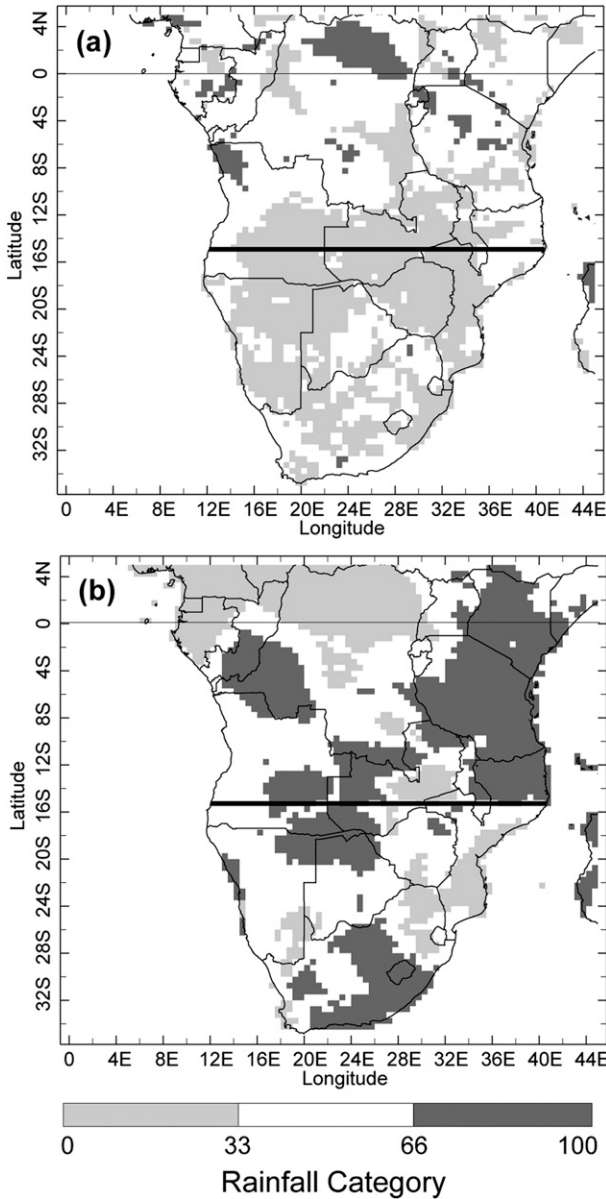 (a)
4N
0
4S
8S
12S
16S
20S
24S
28S
32S
Latitude
0 4E 8E 12E 16E 20E 24E 28E 32E 36E 40E 44E
Longitude
(b)
4N
0
4S
8S
12S
16S
20S
24S
28S
32S
Latitude
0 4E 8E 12E 16E 20E 24E 28E 32E 36E 40E 44E
Longitude
0 33 66 100
Rainfall Category